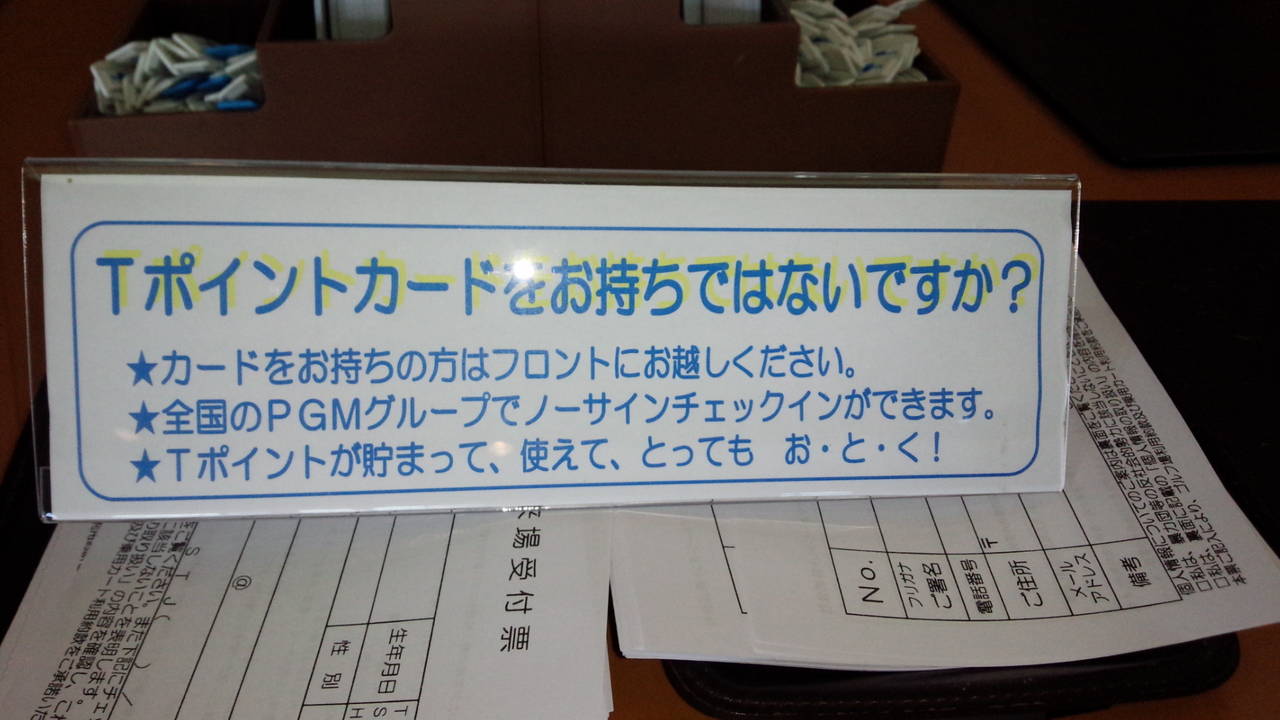 Tポイントカードをお持ちではないですか?
★カードをお持ちの方はフロントにお越しください。
★全国のPGMグループでノーサインチェックインができます。
★Tポイントが貯まって、使えて、とっても お・と・く!
場受付票
生年月日
性別
T S H
@
S T J (
No.
フリガナ
ご署名
電話番号
ご住所
〒
メール
アドレス
備考